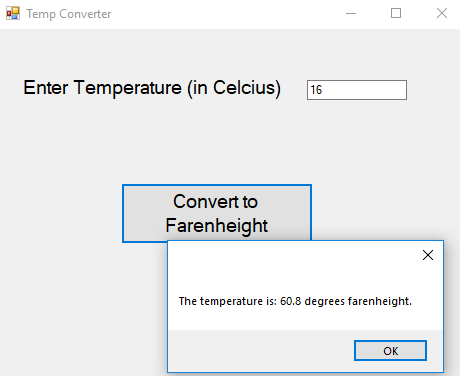 Temp Converter
Enter Temperature (in Celcius)
16
Convert to
Farenheight
The temperature is: 60.8 degrees farenheight.
OK